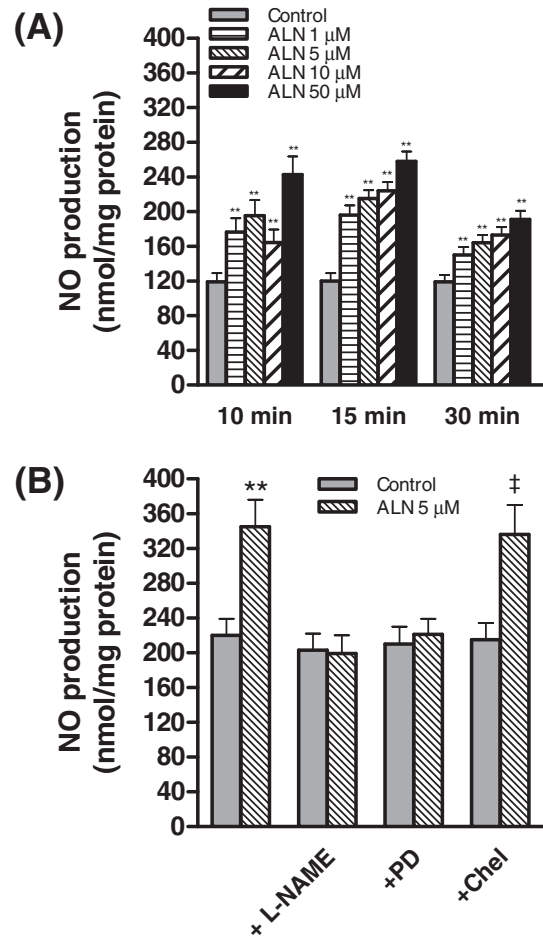 (A)
Control
ALN 1 µM
ALN 5 µM
ALN 10 µM
ALN 50 µM
NO production
(nmol/mg protein)
400
360
320
280
240
200
160
120
80
40
0
** ** ** **
** ** ** **
** ** ** **
10 min 15 min 30 min
(B)
Control
ALN 5 µM
NO production
(nmol/mg protein)
400
360
320
280
240
200
160
120
80
40
0
**
‡
+ L-NAME
+PD
+Chel